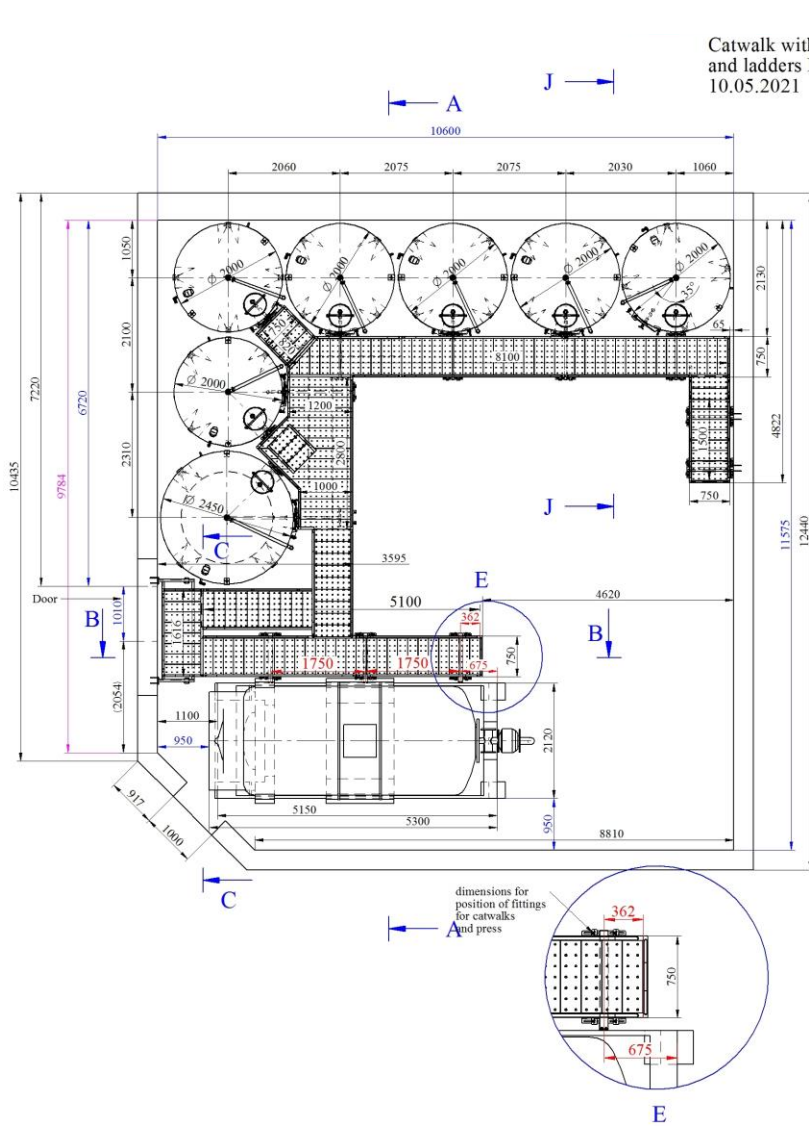 Catwalk with
and ladders
10.05.2021
J
A
10600
2060
2075
2075
2030
1060
1050
2100
2310
7220
6720
10435
9784
Ø 2000
Ø 2000
Ø 2000
Ø 2000
Ø 2000
35°
65
2130
750
8100
750
Ø 2000
1200
2800
1500
4822
750
1000
Ø 2450
J
C
3595
11575
12440
E
Door
1010
B
5100
4620
362
B
1616
1750
1750
675
750
(2054)
1100
950
2120
917
1000
5150
5300
950
8810
C
A
dimensions for
position of fittings
for catwalks
and press
362
750
675
E